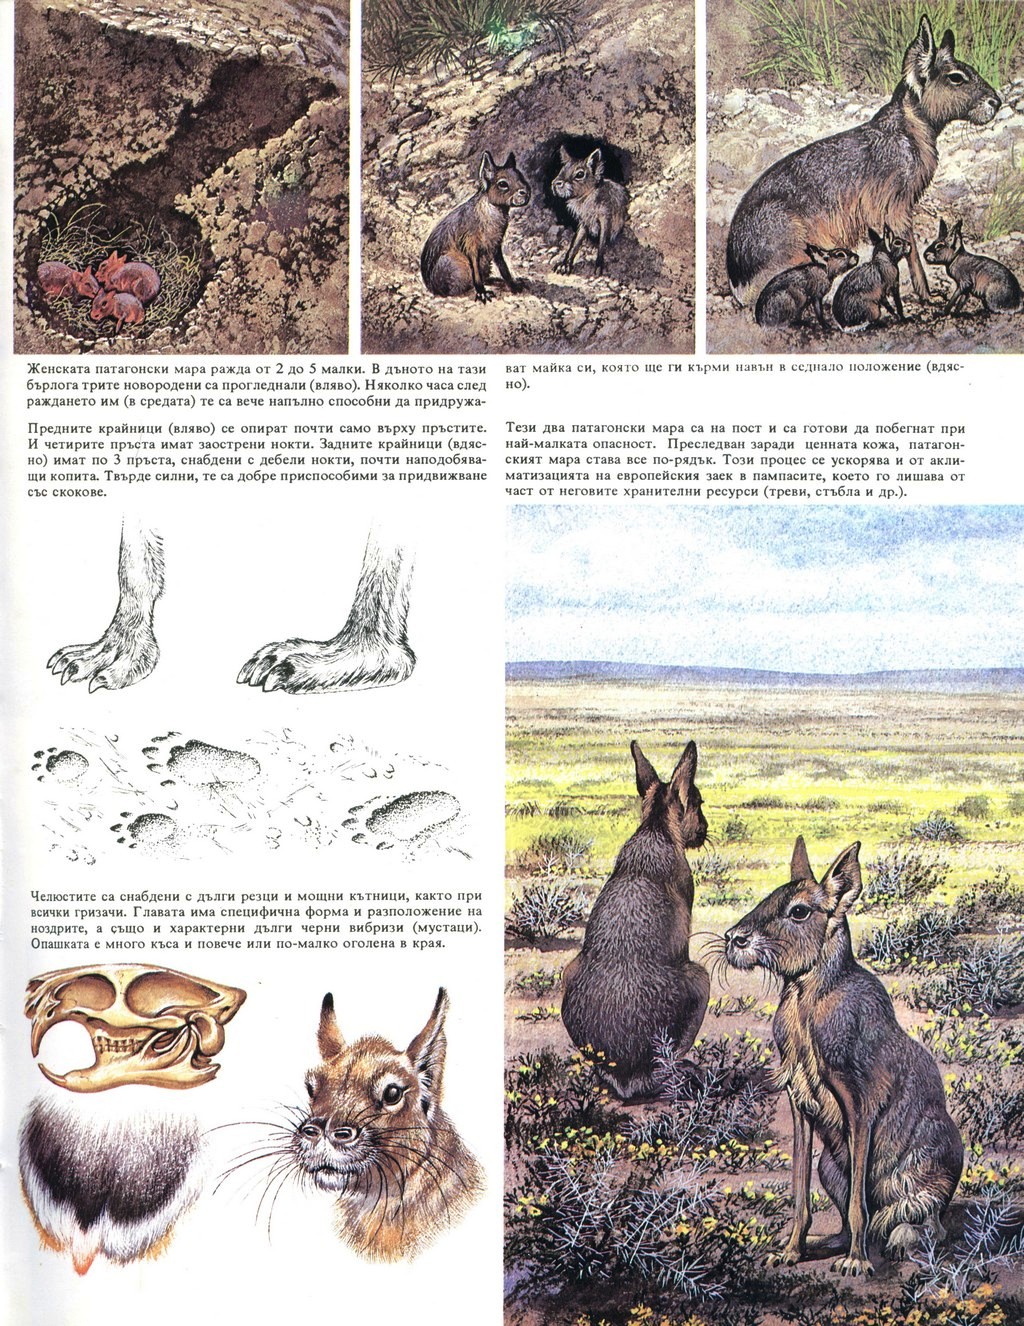 Женската патагонски мара ражда от 2 до 5 малки. В дъното на тази
бърлога трите новородени са прогледнали (вляво). Няколко часа след
раждането им (в средата) те са вече напълно способни да придружа-
ват майка си, която ще ги кърми навън в седнало положение (вдяс-
но).
Предните крайници (вляво) се опират почти само върху пръстите.
И четирите пръста имат заострени нокти. Задните крайници (вдяс-
но) имат по 3 пръста, снабдени с дебели нокти, почти наподобява-
щи копита. Твърде силни, те са добре приспособими за придвижване
със скокове.
Тези два патагонски мара са на пост и са готови да побегнат при
най-малката опасност. Преследван заради ценната кожа, патагон-
ският мара става все по-рядък. Този процес се ускорява и от акли-
матизацията на европейския заек в пампасите, което го лишава от
част от неговите хранителни ресурси (треви, стъбла и др.).
Челюстите са снабдени с дълги резци и мощни кътници, както при
всички гризачи. Главата има специфична форма и разположение на
ноздрите, а също и характерни дълги черни вибризи (мустаци).
Опашката е много къса и повече или по-малко оголена в края.